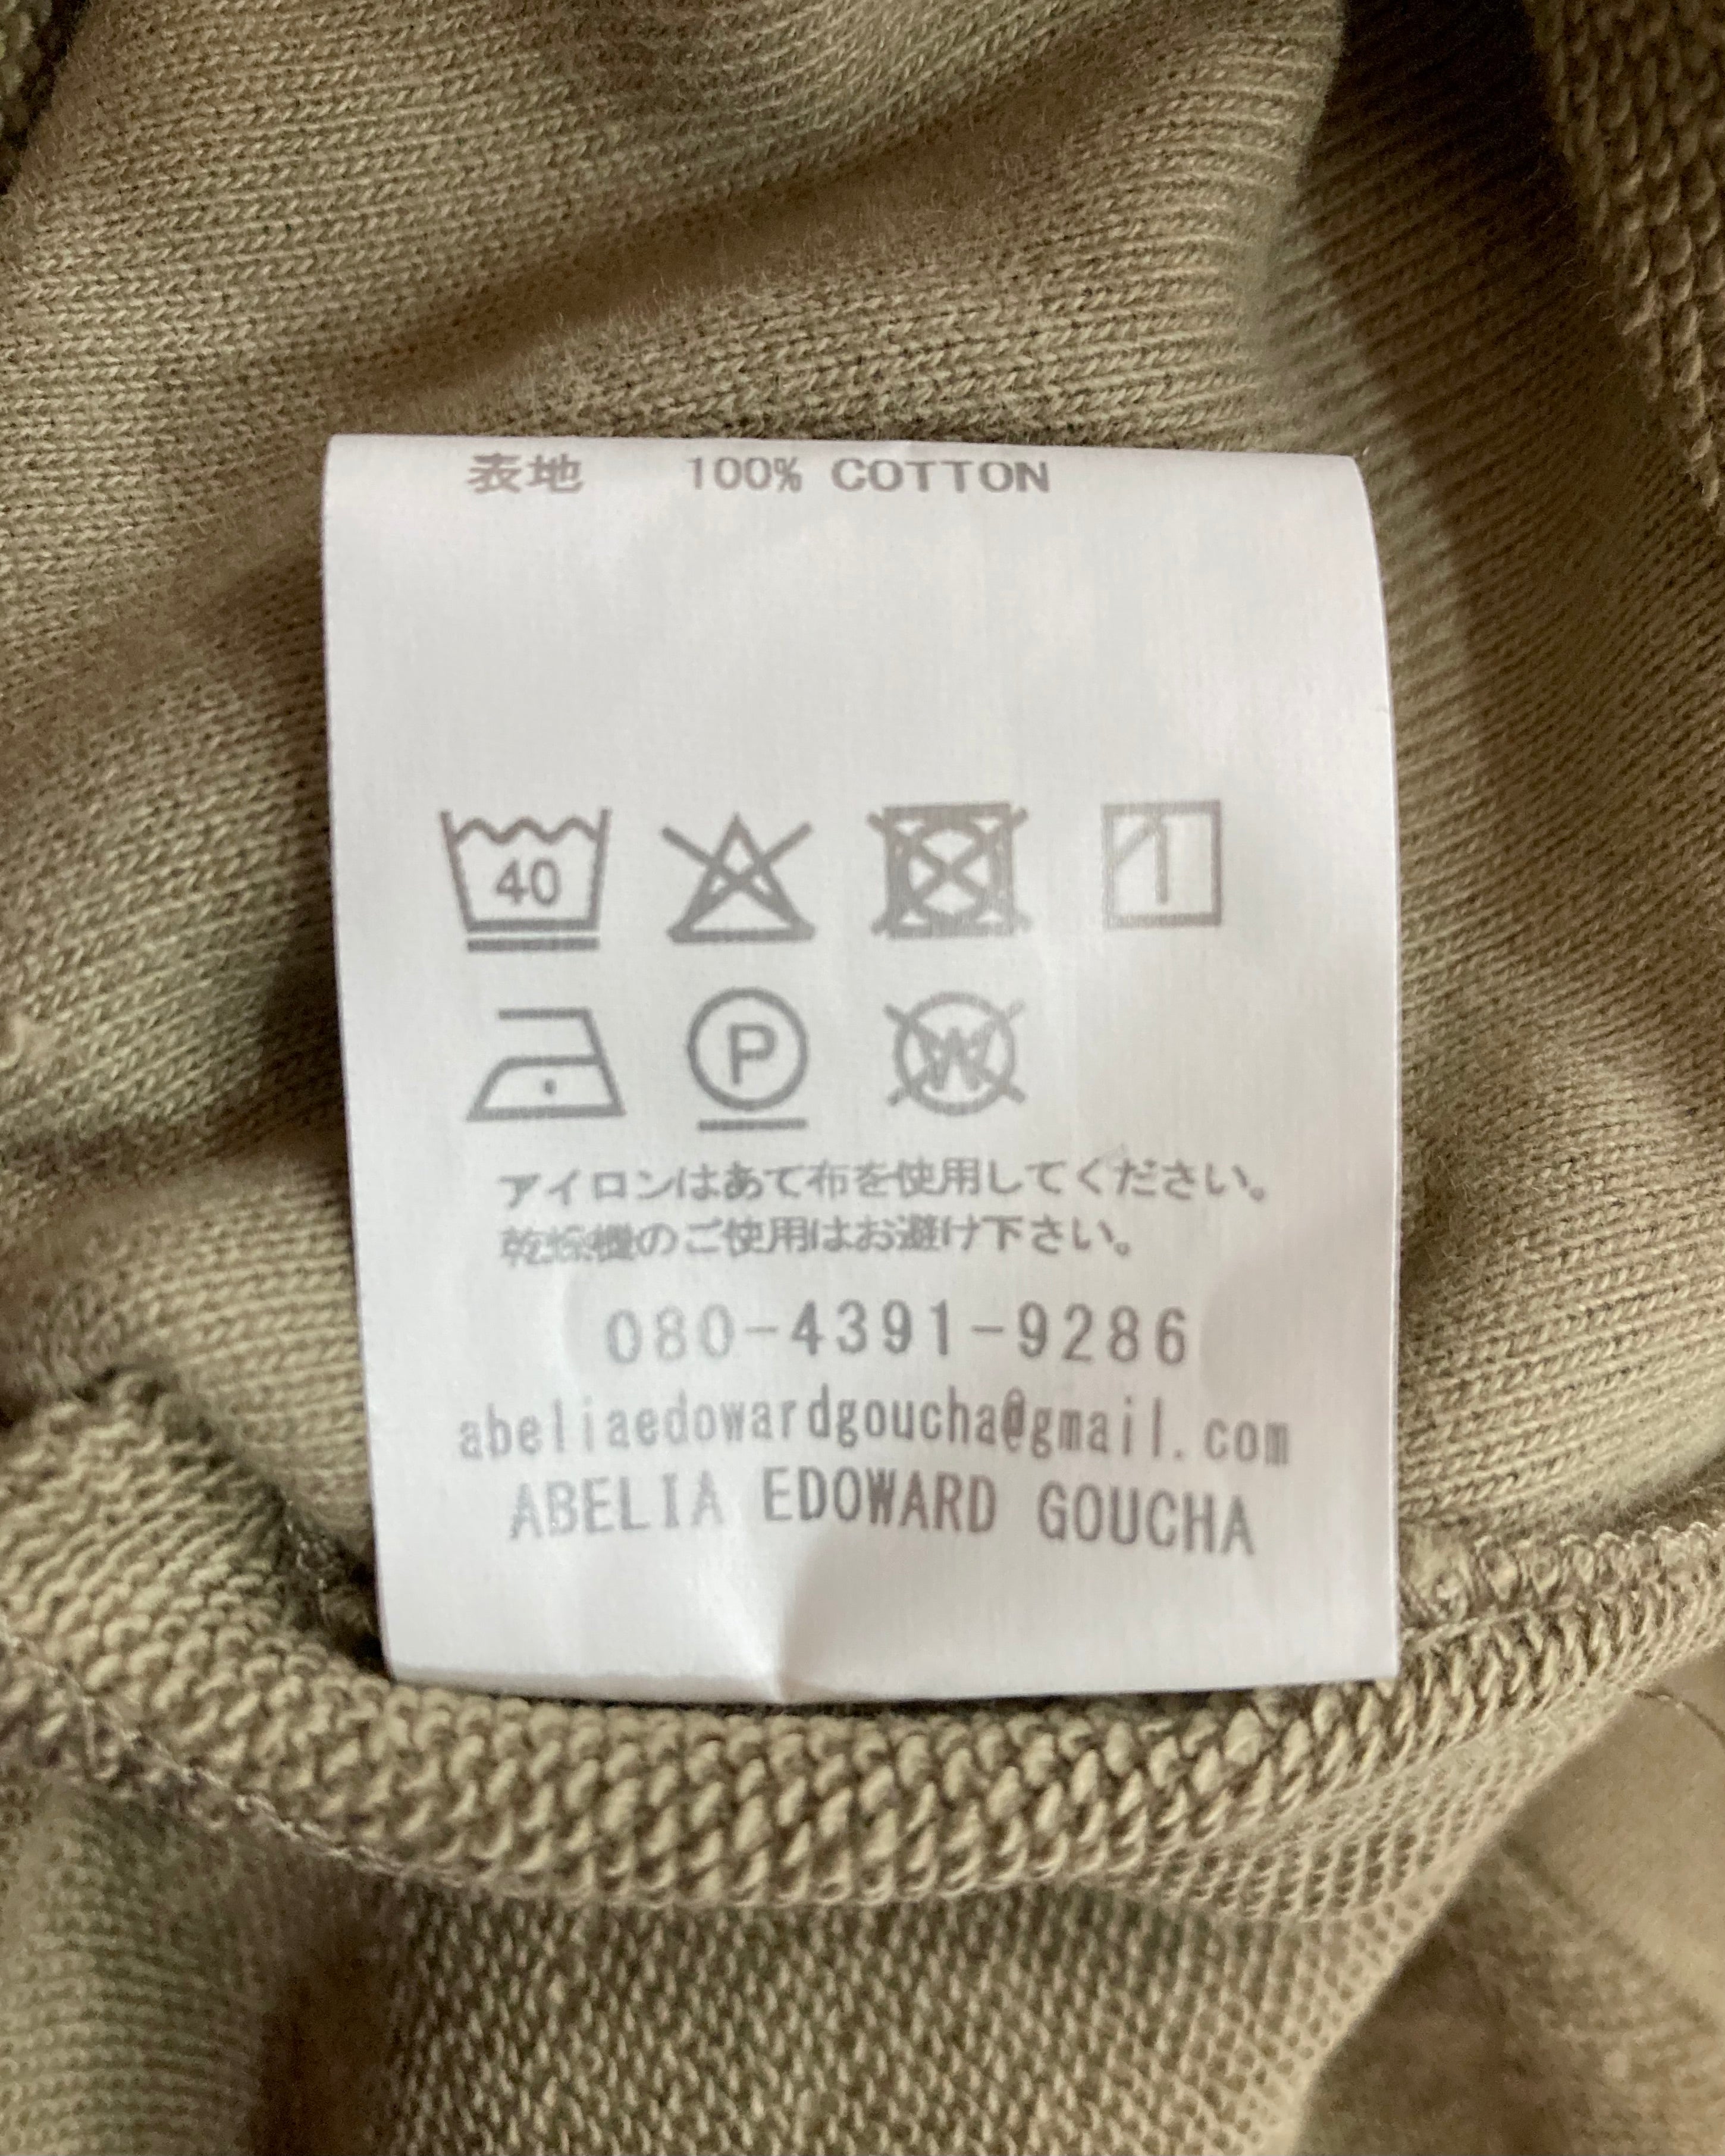 表地 100% COTTON
40
P
W
アイロンはあて布を使用してください。
乾燥機のご使用はお避け下さい。
080-4391-9286
abeliaedowardgoucha@gmail.com
ABELIA EDOWARD GOUCHA